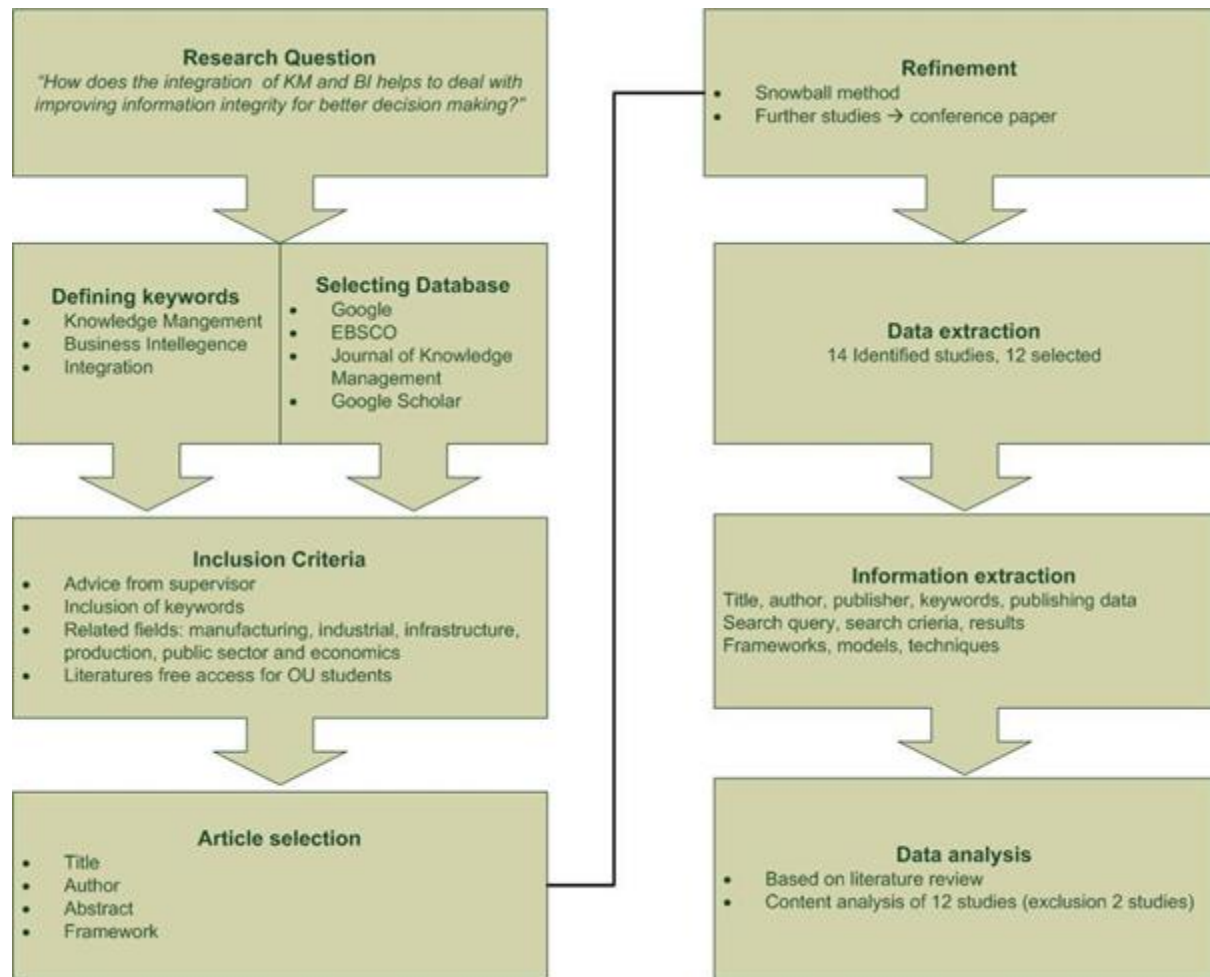 Research Question
“How does the integration of KM and BI helps to deal with
improving information integrity for better decision making?”
Defining keywords
• Knowledge Mangement
• Business Intellegence
• Integration
Selecting Database
• Google
• EBSCO
• Journal of Knowledge
Management
• Google Scholar
Inclusion Criteria
• Advice from supervisor
• Inclusion of keywords
• Related fields: manufacturing, industrial, infrastructure,
production, public sector and economics
• Literatures free access for OU students
Article selection
• Title
• Author
• Abstract
• Framework
Refinement
• Snowball method
• Further studies → conference paper
Data extraction
14 Identified studies, 12 selected
Information extraction
Title, author, publisher, keywords, publishing data
Search query, search crieria, results
Frameworks, models, techniques
Data analysis
• Based on literature review
• Content analysis of 12 studies (exclusion 2 studies)